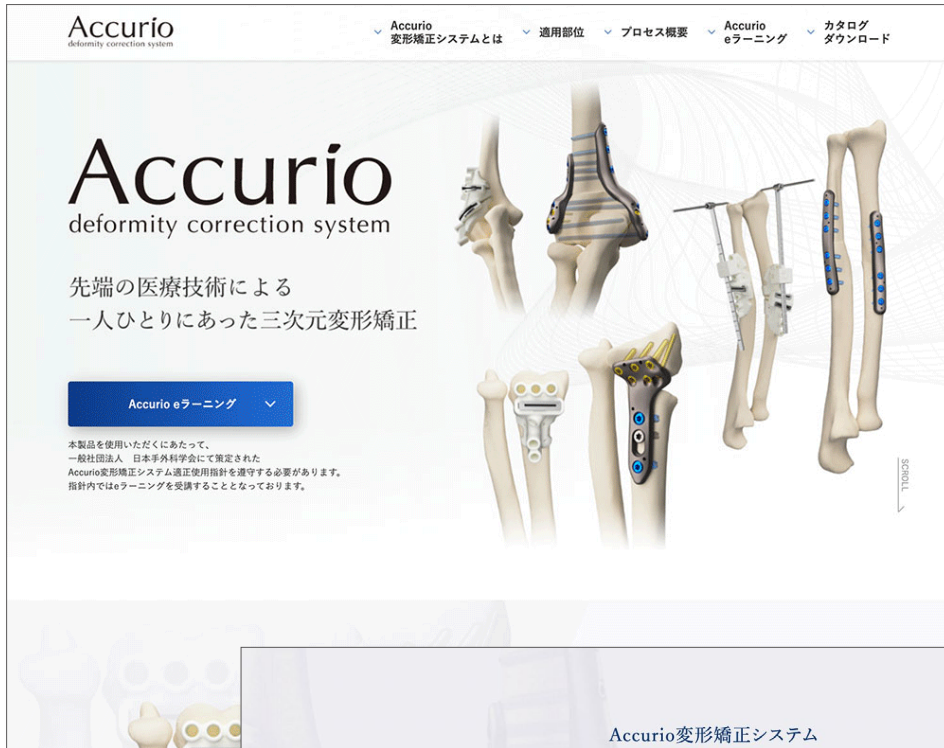 Accurio
deformity correction system
Accurio
変形矯正システムとは
適用部位
プロセス概要
Accurio
eラーニング
カタログ
ダウンロード
Accurio
deformity correction system
先端の医療技術による
一人ひとりにあった三次元変形矯正
Accurio eラーニング
本製品を使用いただくにあたって、
一般社団法人　日本手外科学会にて策定された
Accurio変形矯正システム適正使用指針を遵守する必要があります。
指針内ではeラーニングを受講することとなっております。
SCROLL
Accurio変形矯正システム